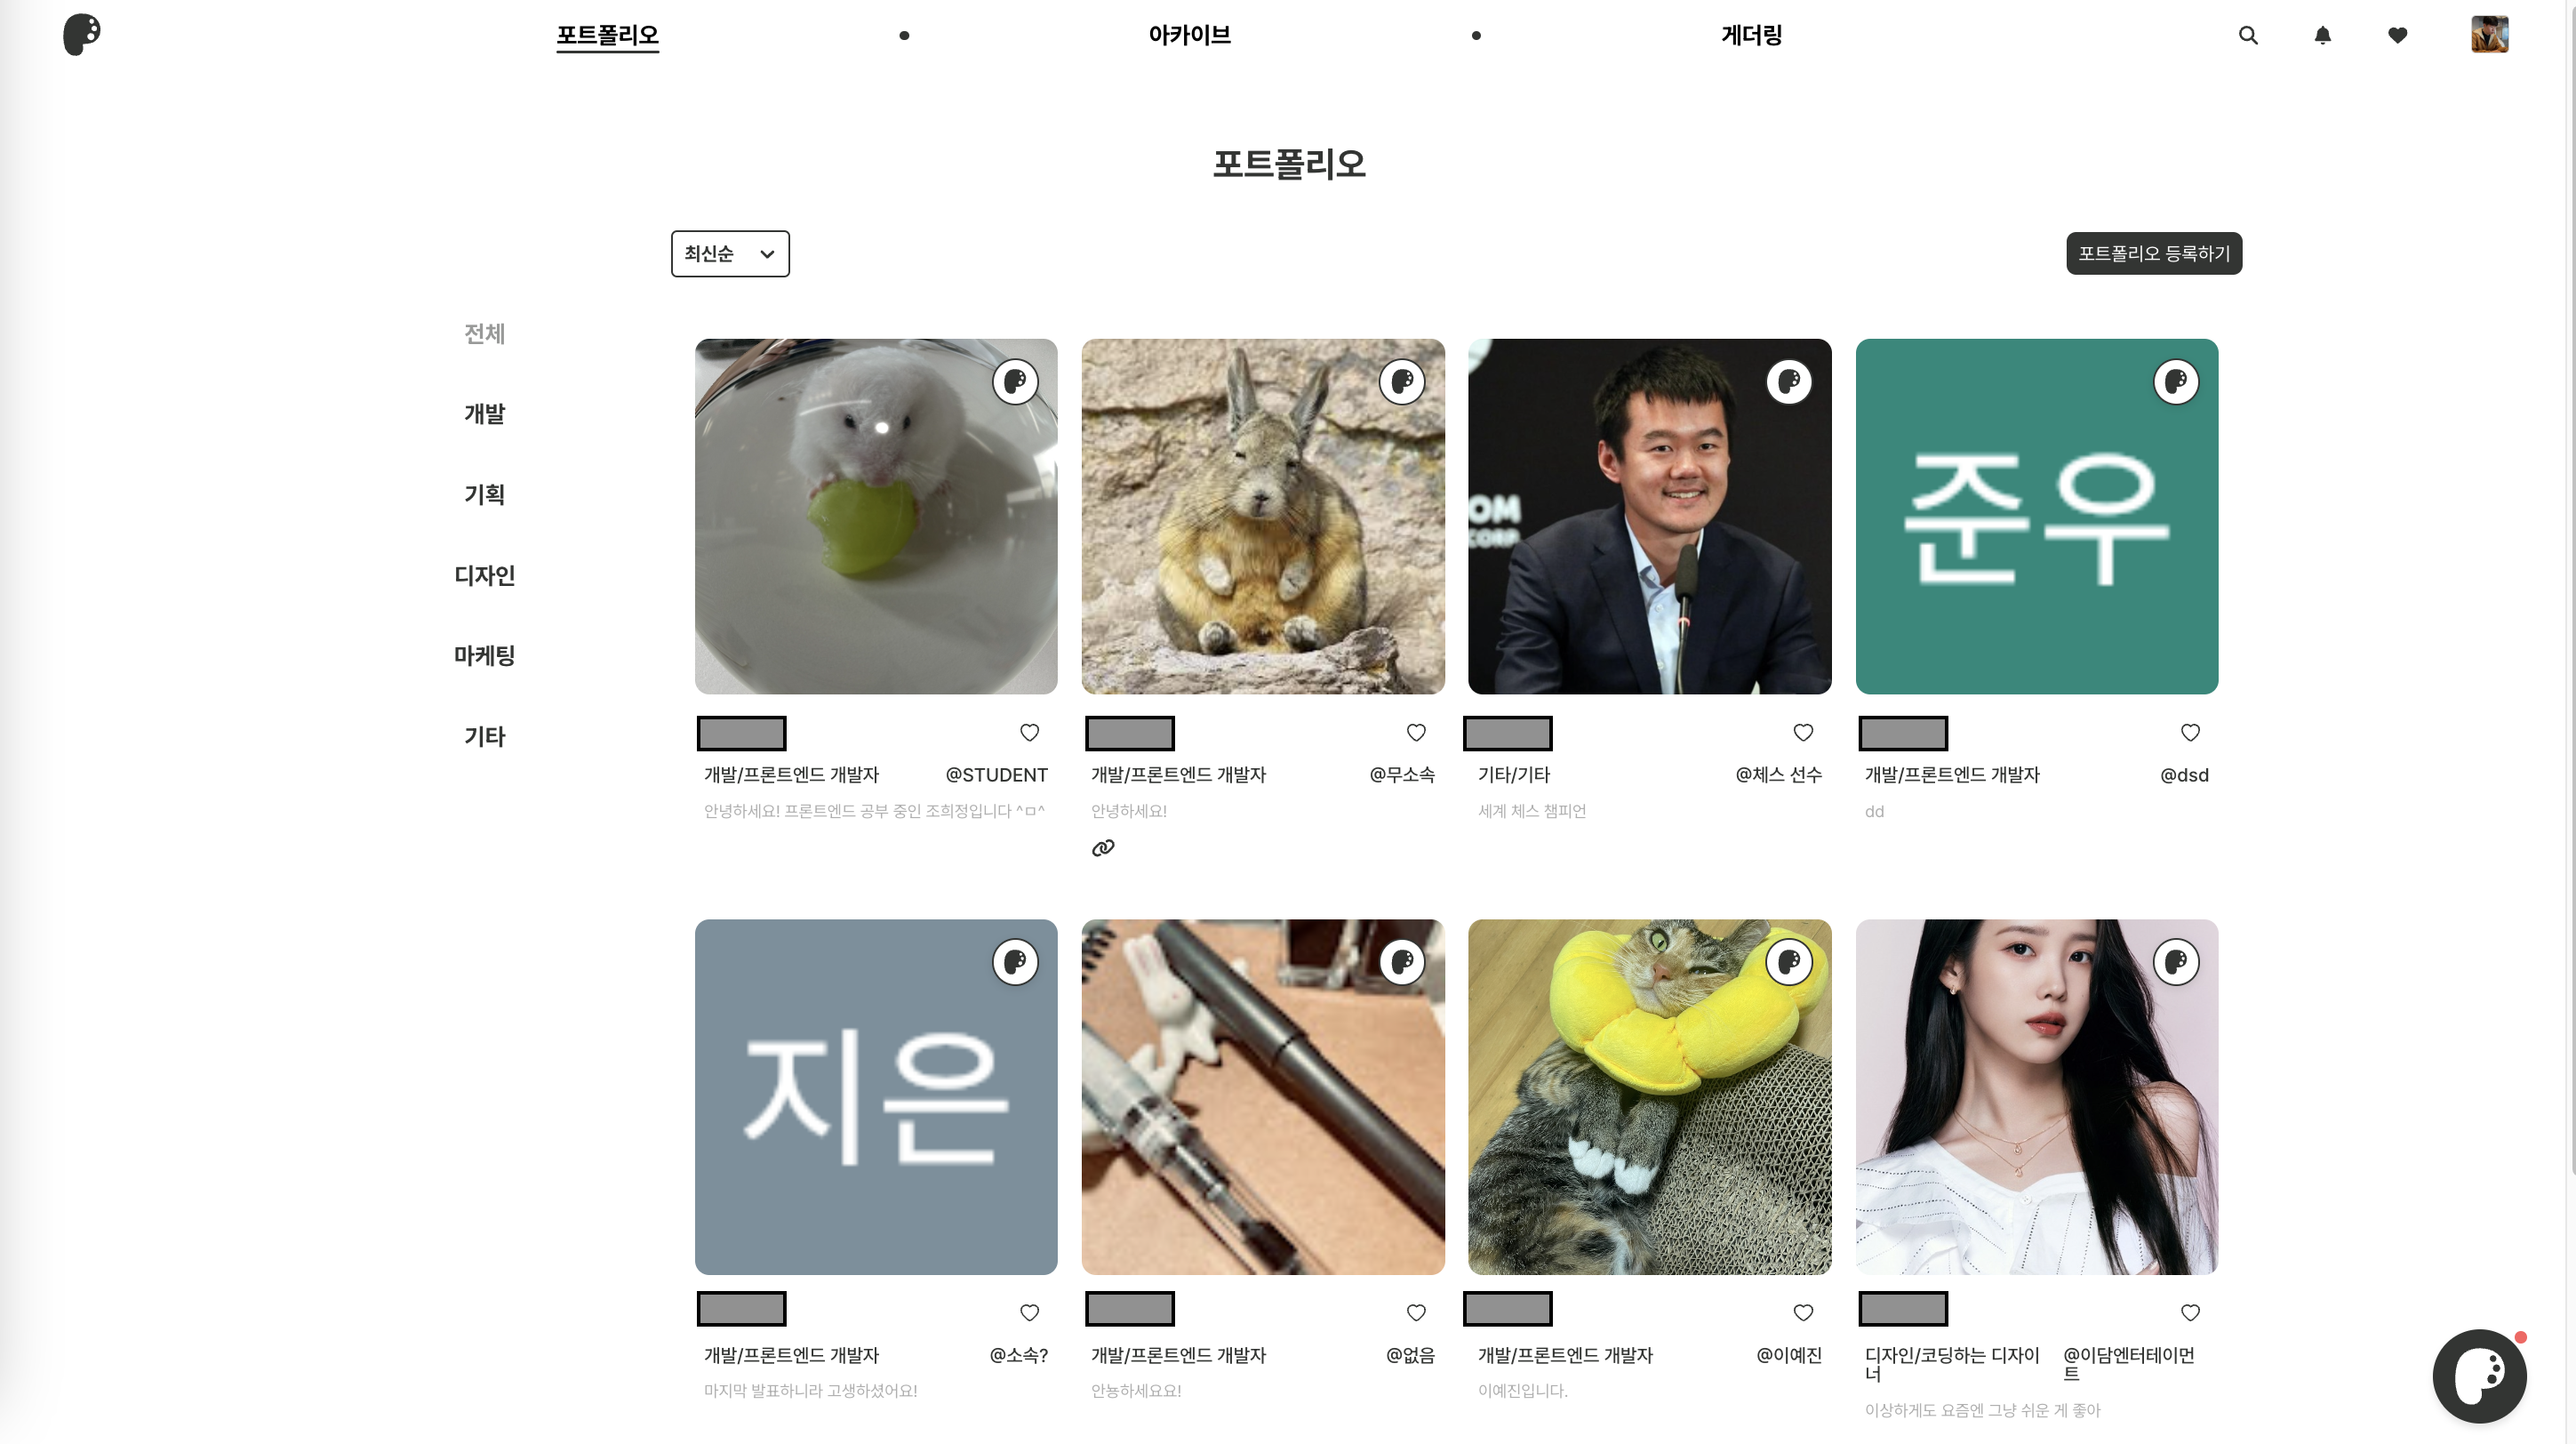 포트폴리오
아카이브
게더링
포트폴리오
최신순
포트폴리오 등록하기
전체
개발
기획
디자인
마케팅
기타
OM
CORP
준우
개발/프론트엔드 개발자 @STUDENT
안녕하세요! 프론트엔드 공부 중인 조희정입니다 ^ㅁ^
개발/프론트엔드 개발자 @무소속
안녕하세요!
기타/기타 @체스 선수
세계 체스 챔피언
개발/프론트엔드 개발자 @dsd
dd
지은
개발/프론트엔드 개발자 @소속?
마지막 발표하니라 고생하셨어요!
개발/프론트엔드 개발자 @없음
안뇽하세요요!
개발/프론트엔드 개발자 @이예진
이예진입니다.
디자인/코딩하는 디자이
너
@이담엔터테이먼
트
이상하게도 요즘엔 그냥 쉬운 게 좋아